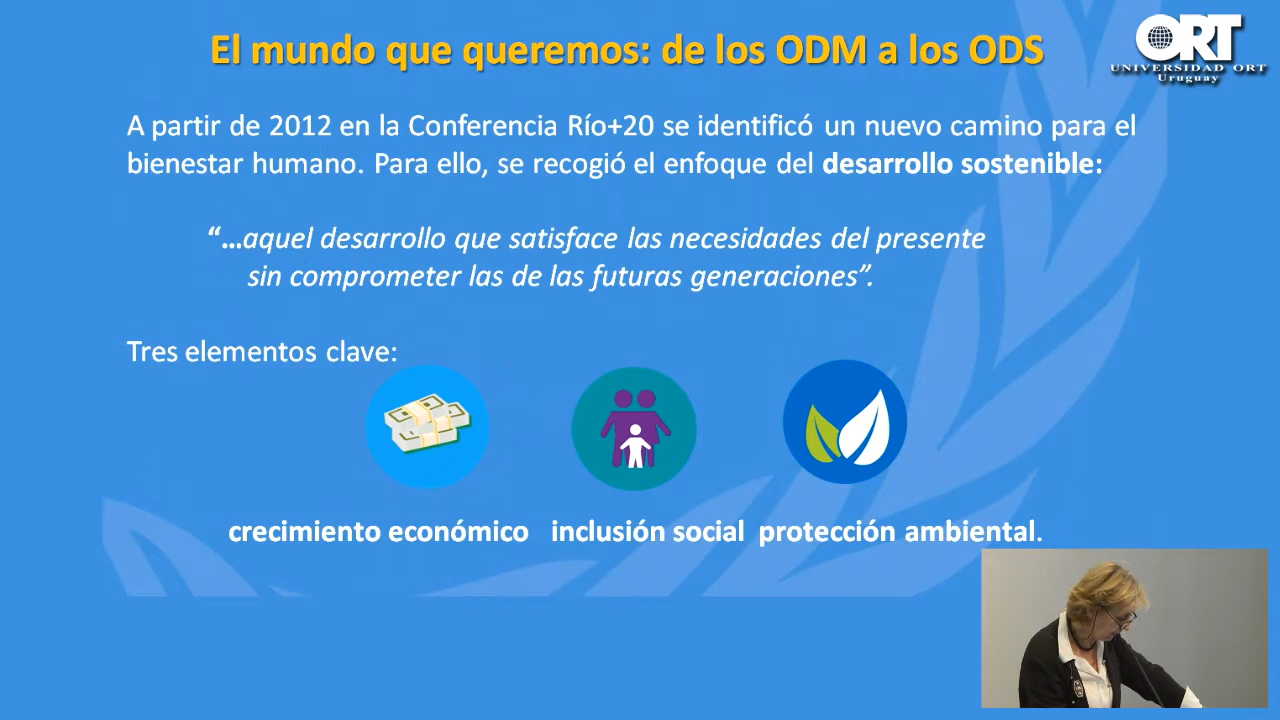 El mundo que queremos: de los ODM a los ODS
ORT
UNIVERSIDAD ORT
Uruguay
A partir de 2012 en la Conferencia Río+20 se identificó un nuevo camino para el
bienestar humano. Para ello, se recogió el enfoque del desarrollo sostenible:
“…aquel desarrollo que satisface las necesidades del presente
sin comprometer las de las futuras generaciones”.
Tres elementos clave:
crecimiento económico inclusión social protección ambiental.